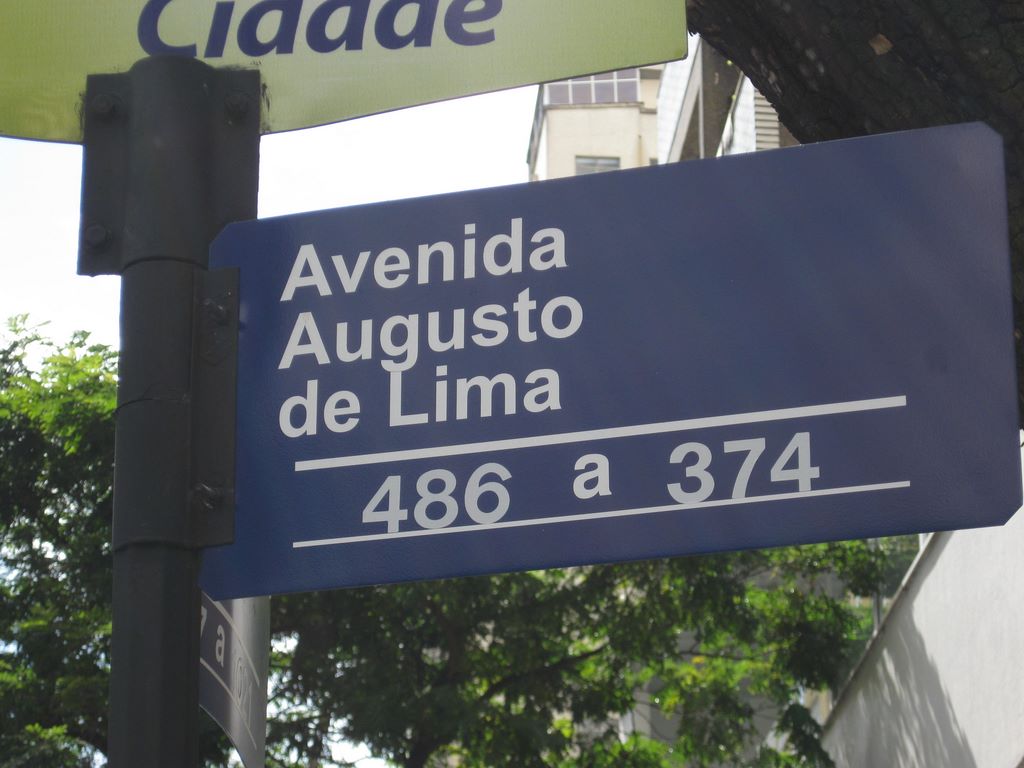 Cidade
Avenida
Augusto
de Lima
486 a 374
a